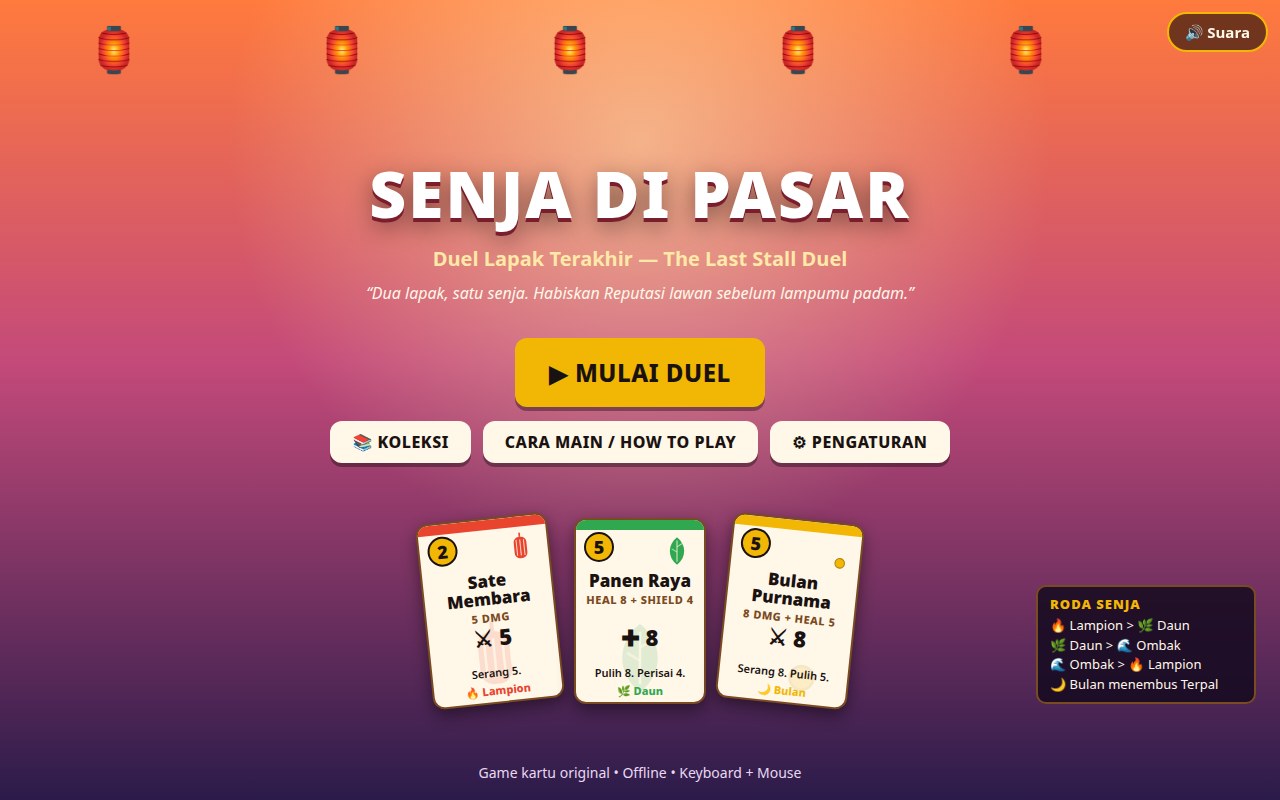 🔊 Suara
SENJA DI PASAR
Duel Lapak Terakhir — The Last Stall Duel
“Dua lapak, satu senja. Habiskan Reputasi lawan sebelum lampumu padam.”
▶ MULAI DUEL
📚 KOLEKSI
CARA MAIN / HOW TO PLAY
⚙ PENGATURAN
2
Sate
Membara
5 DMG
⚔ 5
Serang 5.
🔥 Lampion
5
Panen Raya
HEAL 8 + SHIELD 4
✚ 8
Pulih 8. Perisai 4.
🌿 Daun
5
Bulan
Purnama
8 DMG + HEAL 5
⚔ 8
Serang 8. Pulih 5.
🌙 Bulan
RODA SENJA
🔥 Lampion > 🌿 Daun
🌿 Daun > 🌊 Ombak
🌊 Ombak > 🔥 Lampion
🌙 Bulan menembus Terpal
Game kartu original • Offline • Keyboard + Mouse